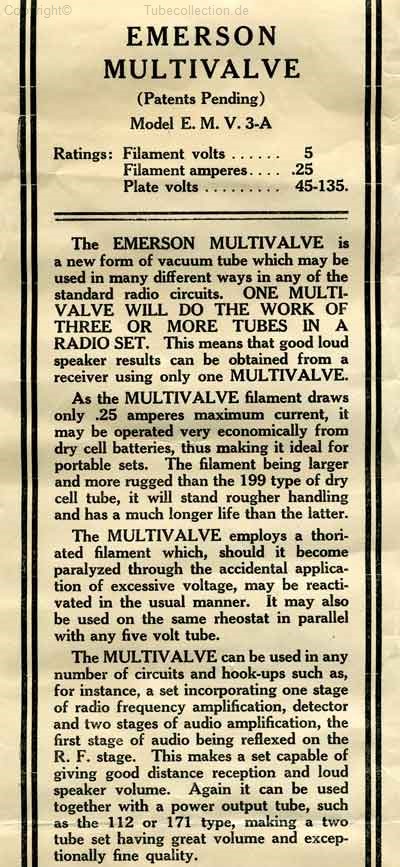 Copyright© Tubecollection.de
EMERSON
MULTIVALVE
(Patents Pending)
Model E. M. V. 3-A
Ratings: Filament volts ...... 5
Filament amperes.... .25
Plate volts ......... 45-135.
The EMERSON MULTIVALVE is
a new form of vacuum tube which may be
used in many different ways in any of the
standard radio circuits. ONE MULTI-
VALVE WILL DO THE WORK OF
THREE OR MORE TUBES IN A
RADIO SET. This means that good loud
speaker results can be obtained from a
receiver using only one MULTIVALVE.
As the MULTIVALVE filament draws
only .25 amperes maximum current, it
may be operated very economically from
dry cell batteries, thus making it ideal for
portable sets. The filament being larger
and more rugged than the 199 type of dry
cell tube, it will stand rougher handling
and has a much longer life than the latter.
The MULTIVALVE employs a thori-
ated filament which, should it become
paralyzed through the accidental applica-
tion of excessive voltage, may be reacti-
vated in the usual manner. It may also
be used on the same rheostat in parallel
with any five volt tube.
The MULTIVALVE can be used in any
number of circuits and hook-ups such as,
for instance, a set incorporating one stage
of radio frequency amplification, detector
and two stages of audio amplification, the
first stage of audio being reflexed on the
R. F. stage. This makes a set capable of
giving good distance reception and loud
speaker volume. Again it can be used
together with a power output tube, such
as the 112 or 171 type, making a two
tube set having great volume and excep-
tionally fine quality.